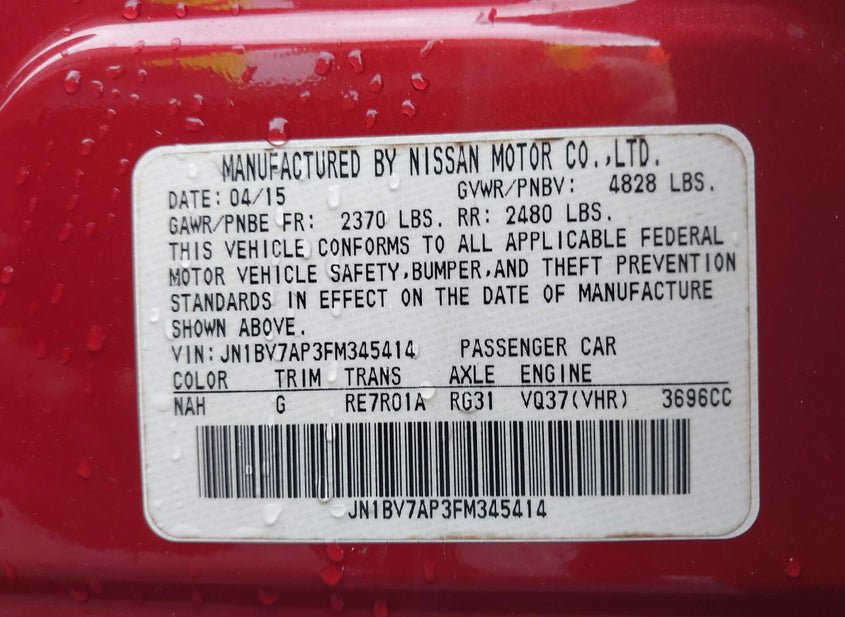 MANUFACTURED BY NISSAN MOTOR CO.,LTD.
DATE: 04/15 GVWR/PNBV: 4828 LBS.
GAWR/PNBE FR: 2370 LBS. RR: 2480 LBS.
THIS VEHICLE CONFORMS TO ALL APPLICABLE FEDERAL
MOTOR VEHICLE SAFETY,BUMPER,AND THEFT PREVENTION
STANDARDS IN EFFECT ON THE DATE OF MANUFACTURE
SHOWN ABOVE.
VIN: JN1BV7AP3FM345414 PASSENGER CAR
COLOR TRIM TRANS AXLE ENGINE
NAH G RE7R01A RG31 VQ37(VHR) 3696CC
JN1BV7AP3FM345414